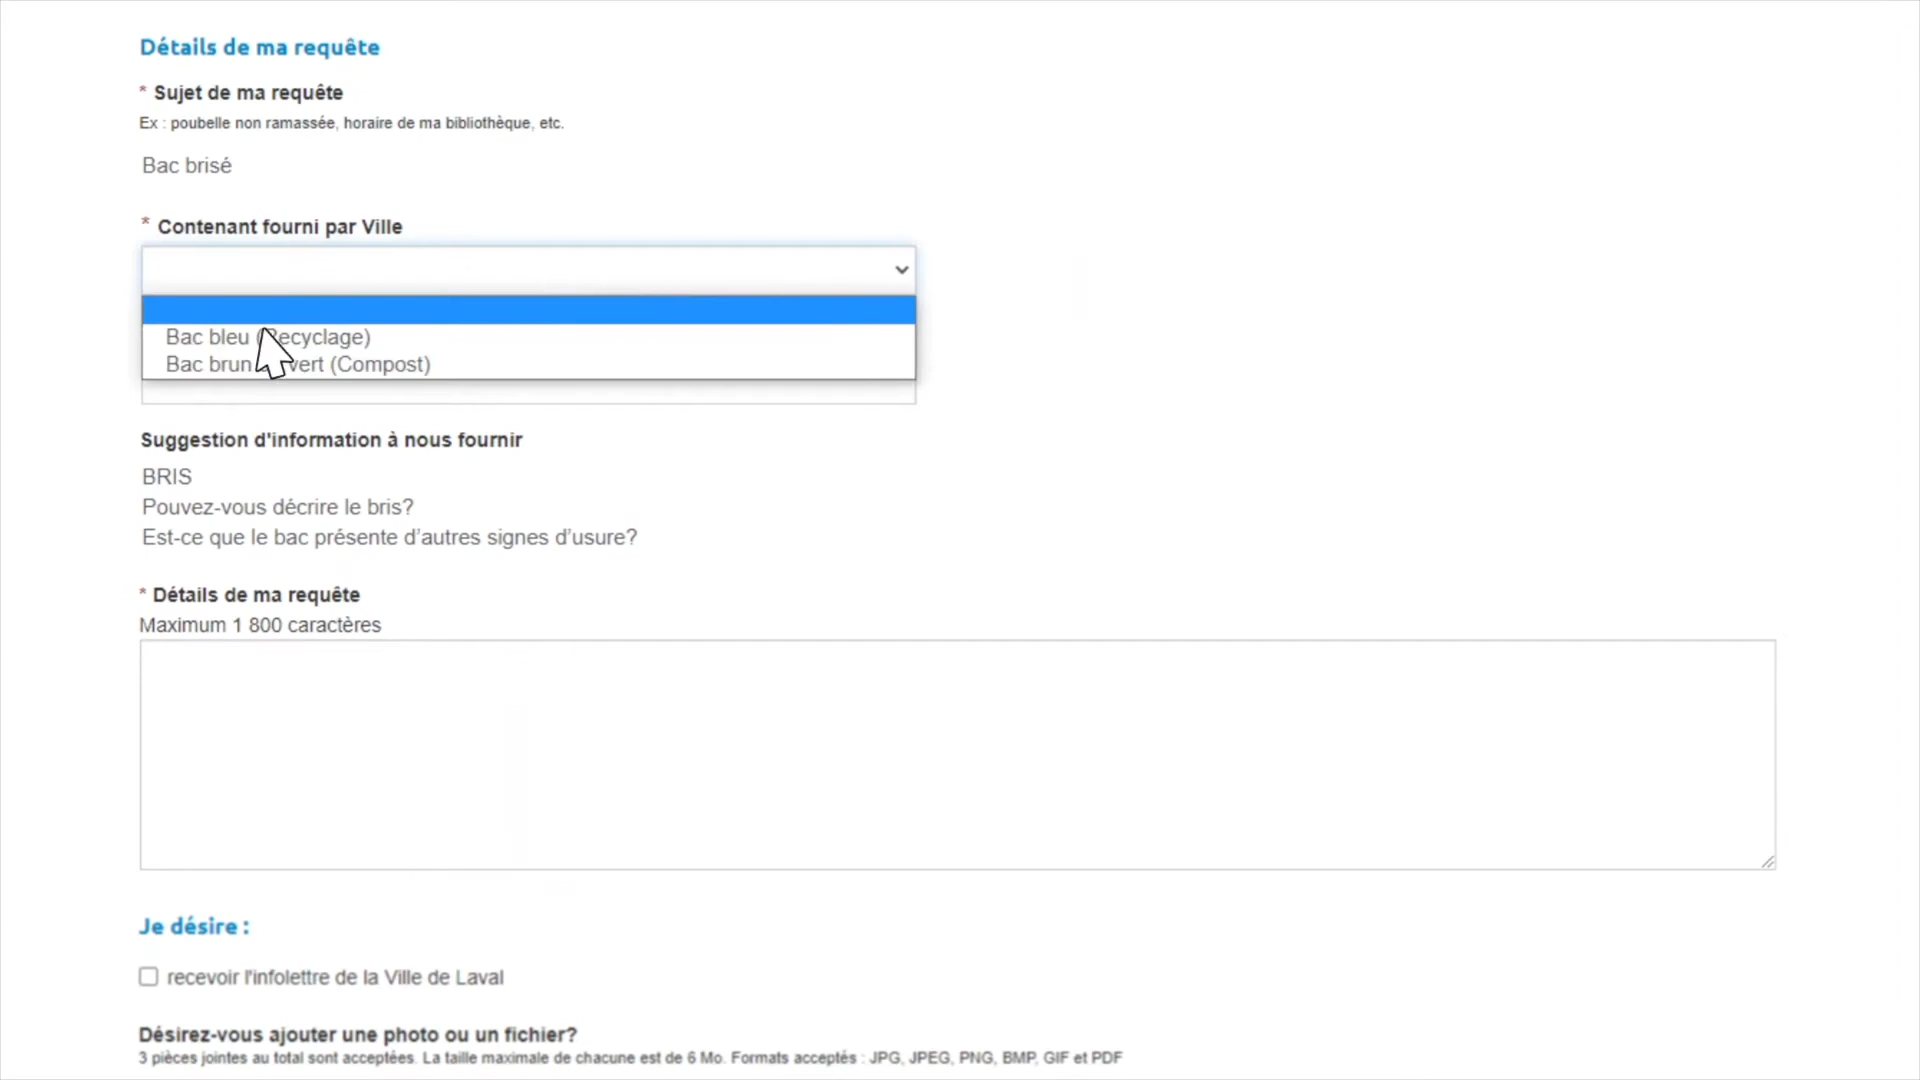 Détails de ma requête
* Sujet de ma requête
Ex : poubelle non ramassée, horaire de ma bibliothèque, etc.
Bac brisé
* Contenant fourni par Ville
Bac bleu (Recyclage)
Bac brun vert (Compost)
Suggestion d'information à nous fournir
BRIS
Pouvez-vous décrire le bris?
Est-ce que le bac présente d’autres signes d’usure?
* Détails de ma requête
Maximum 1 800 caractères
Je désire :
recevoir l'infolettre de la Ville de Laval
Désirez-vous ajouter une photo ou un fichier?
3 pièces jointes au total sont acceptées. La taille maximale de chacune est de 6 Mo. Formats acceptés : JPG, JPEG, PNG, BMP, GIF et PDF